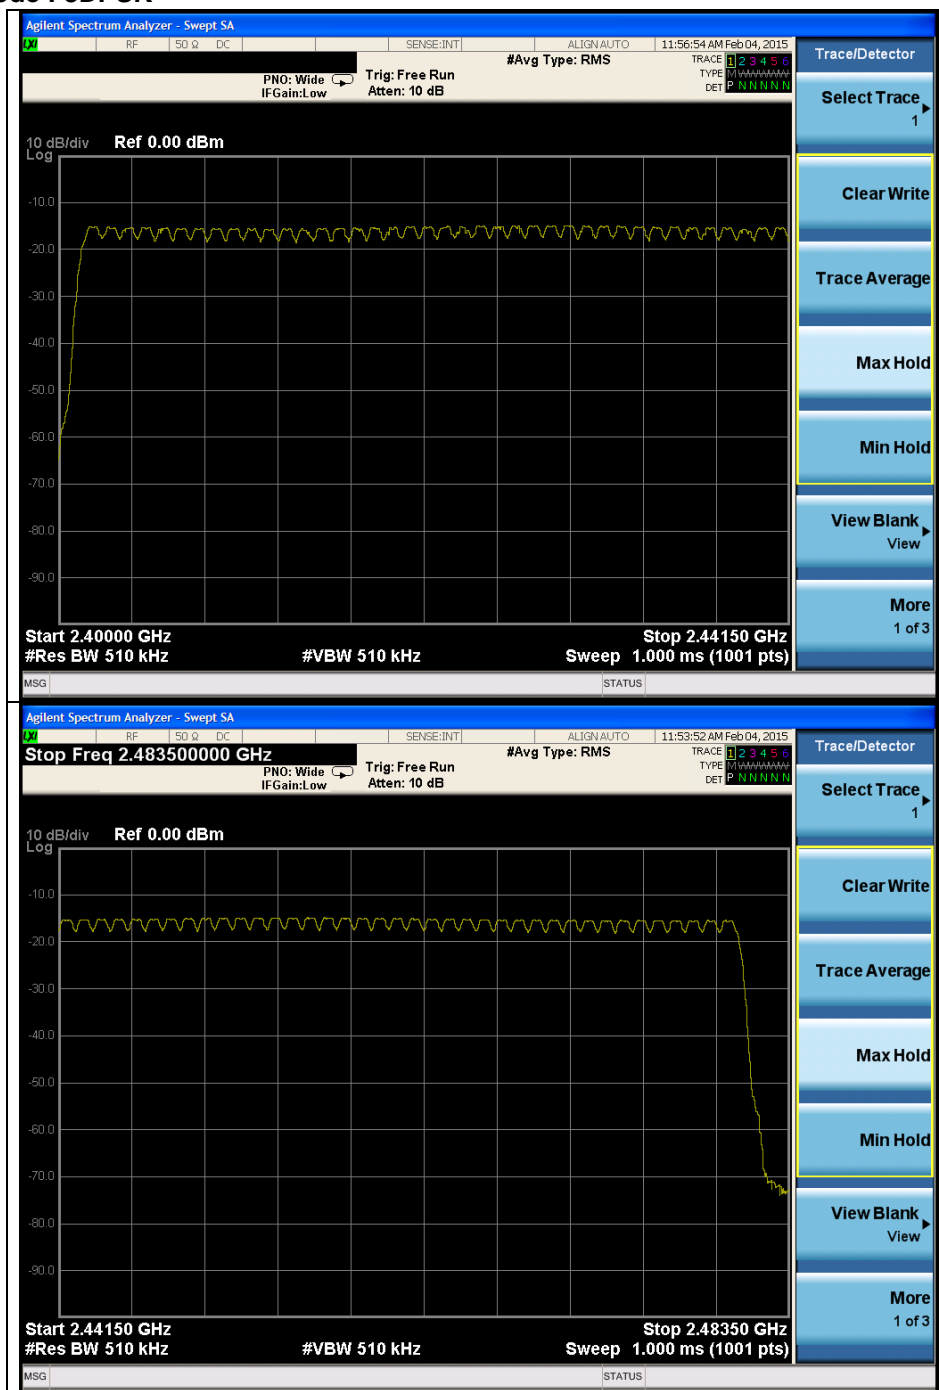 Agilent Spectrum Analyzer - Swept SA
LXI RF 50 Ω DC SENSE:INT ALIGN AUTO 11:56:54 AM Feb 04, 2015
#Avg Type: RMS TRACE 1 2 3 4 5 6
PNO: Wide Trig: Free Run TYPE M W W W W W
IFGain:Low Atten: 10 dB DET P N N N N N
10 dB/div Ref 0.00 dBm
Log
-10.0
-20.0
-30.0
-40.0
-50.0
-60.0
-70.0
-80.0
-90.0
Start 2.40000 GHz Stop 2.44150 GHz
#Res BW 510 kHz #VBW 510 kHz Sweep 1.000 ms (1001 pts)
MSG STATUS
Trace/Detector
Select Trace
1
Clear Write
Trace Average
Max Hold
Min Hold
View Blank
View
More
1 of 3
Agilent Spectrum Analyzer - Swept SA
LXI RF 50 Ω DC SENSE:INT ALIGN AUTO 11:53:52 AM Feb 04, 2015
Stop Freq 2.483500000 GHz #Avg Type: RMS TRACE 1 2 3 4 5 6
PNO: Wide Trig: Free Run TYPE M W W W W W
IFGain:Low Atten: 10 dB DET P N N N N N
10 dB/div Ref 0.00 dBm
Log
-10.0
-20.0
-30.0
-40.0
-50.0
-60.0
-70.0
-80.0
-90.0
Start 2.44150 GHz Stop 2.48350 GHz
#Res BW 510 kHz #VBW 510 kHz Sweep 1.000 ms (1001 pts)
MSG STATUS
Trace/Detector
Select Trace
1
Clear Write
Trace Average
Max Hold
Min Hold
View Blank
View
More
1 of 3